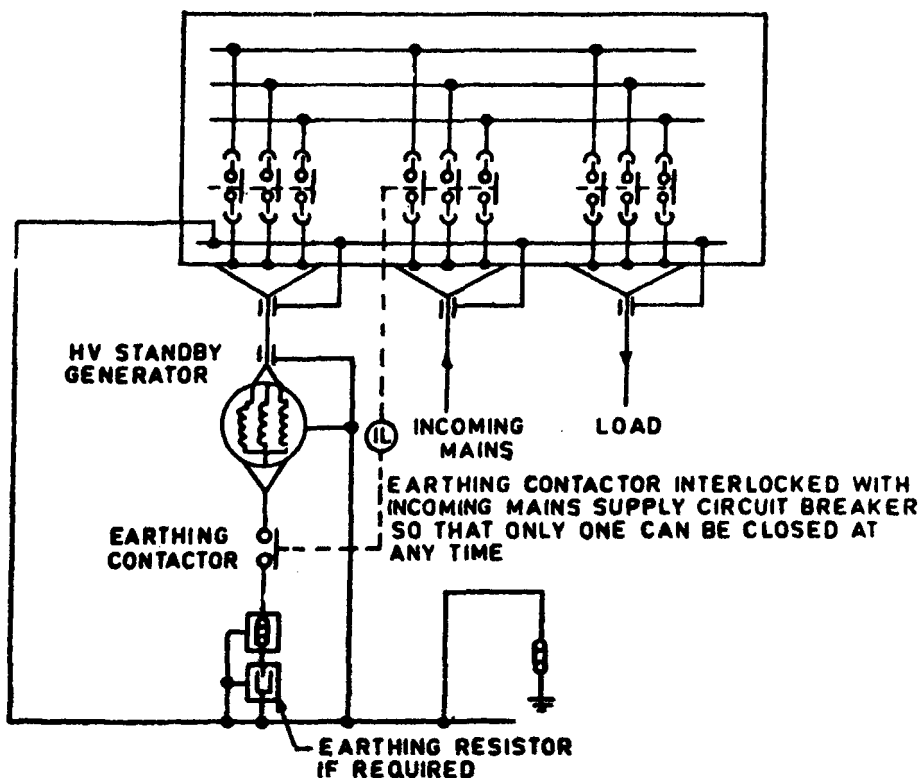 HV STANDBY
GENERATOR
INCOMING
MAINS
LOAD
IL
EARTHING CONTACTOR INTERLOCKED WITH
INCOMING MAINS SUPPLY CIRCUIT BREAKER
SO THAT ONLY ONE CAN BE CLOSED AT
ANY TIME
EARTHING
CONTACTOR
EARTHING RESISTOR
IF REQUIRED